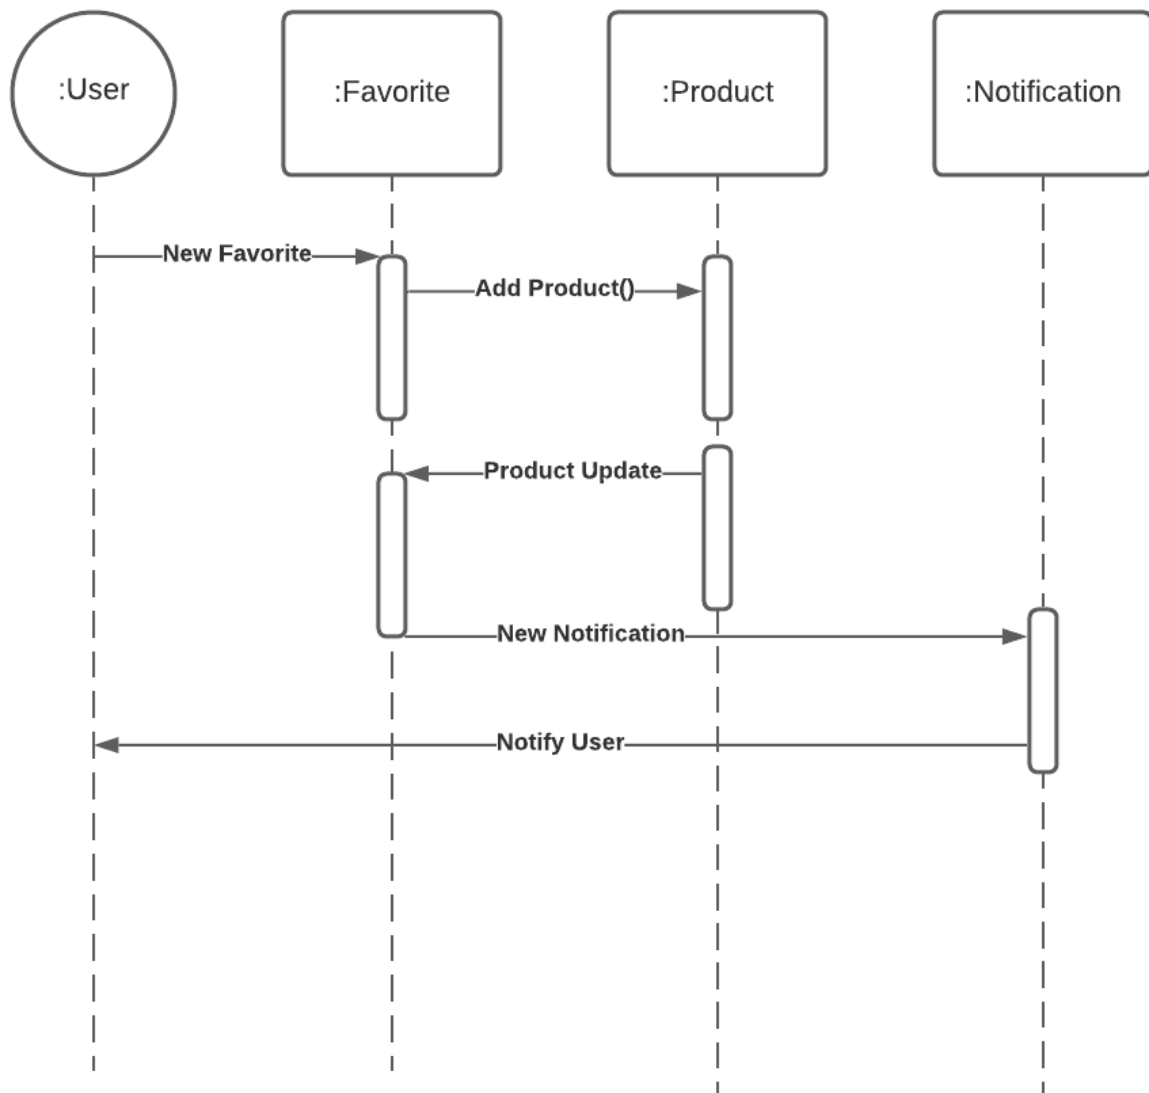 :User
:Favorite
:Product
:Notification
New Favorite
Add Product()
Product Update
New Notification
Notify User